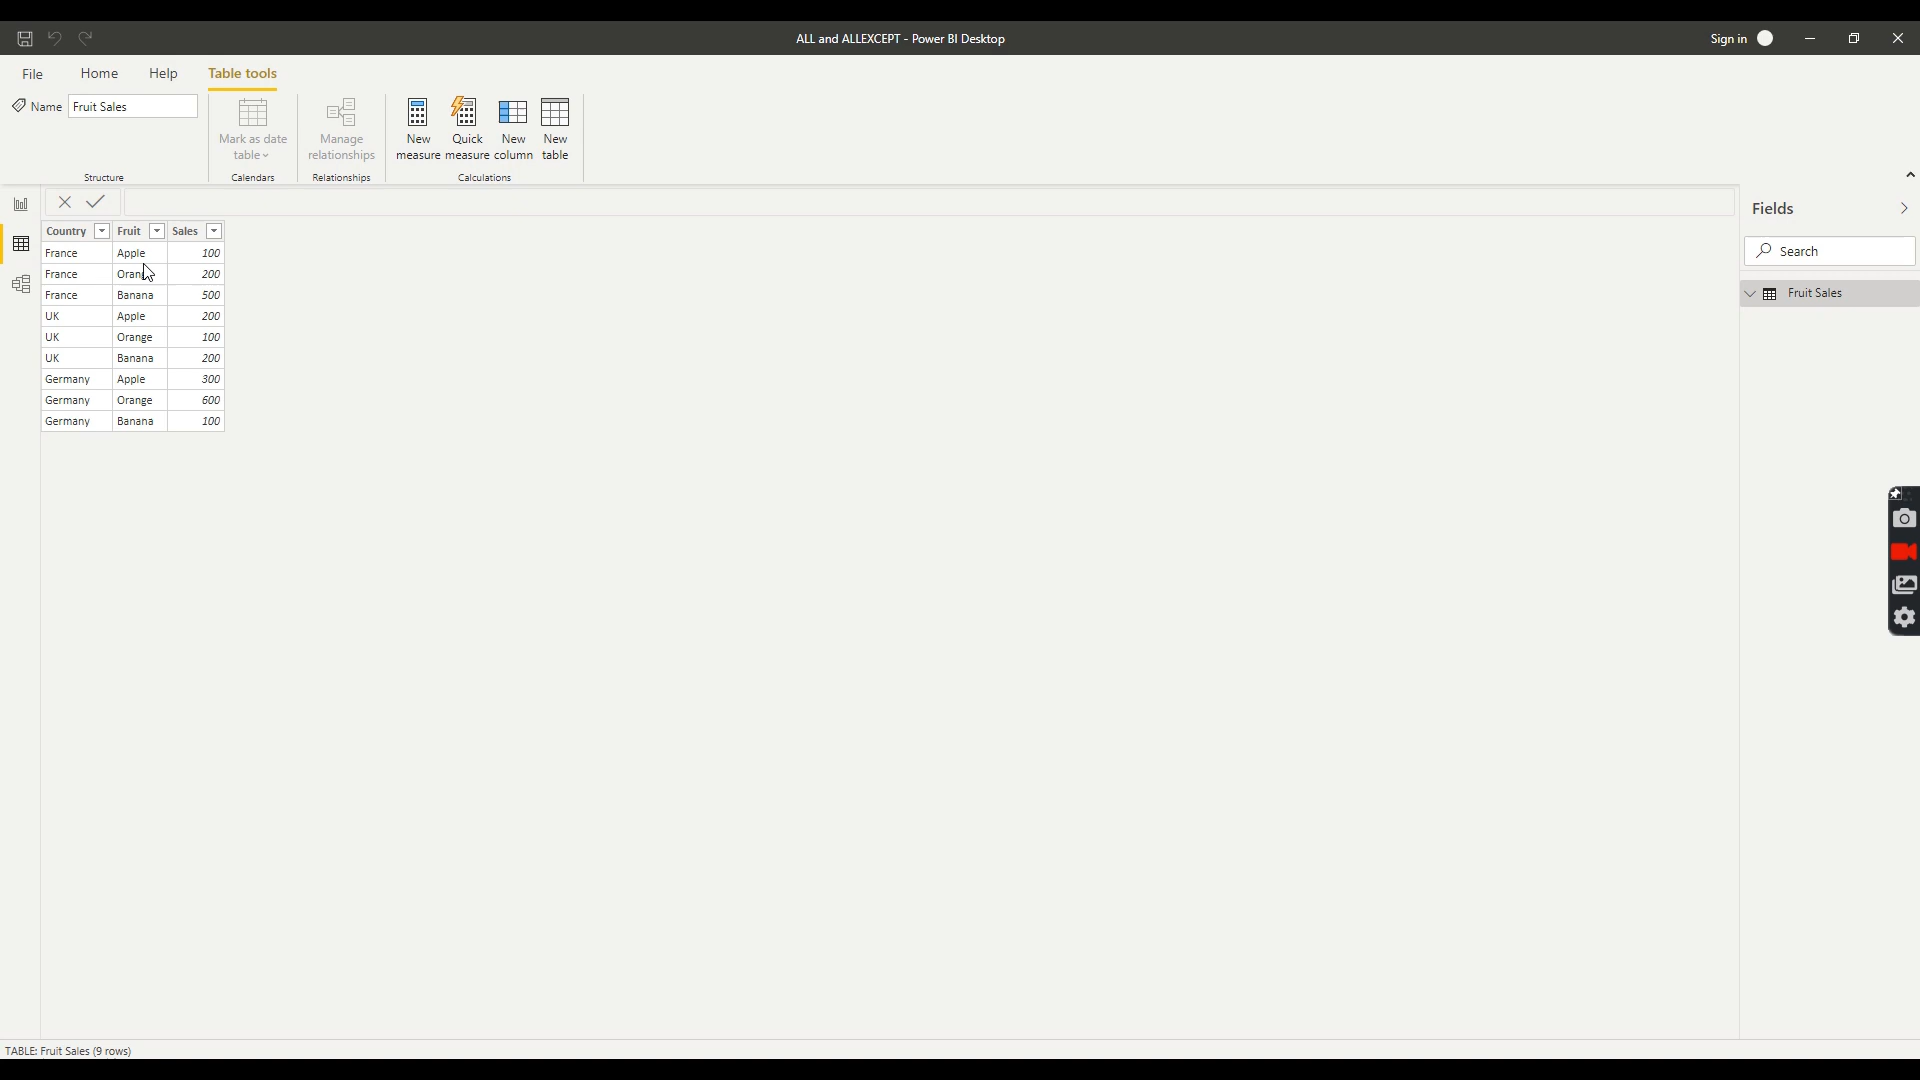 ALL and ALLEXCEPT - Power BI Desktop
Sign in
File Home Help Table tools
Name Fruit Sales
Mark as date table
Manage relationships
New measure
Quick measure
New column
New table
Structure
Calendars
Relationships
Calculations
Fields
Search
Fruit Sales
Country Fruit Sales
France Apple 100
France Oran 200
France Banana 500
UK Apple 200
UK Orange 100
UK Banana 200
Germany Apple 300
Germany Orange 600
Germany Banana 100
TABLE: Fruit Sales (9 rows)